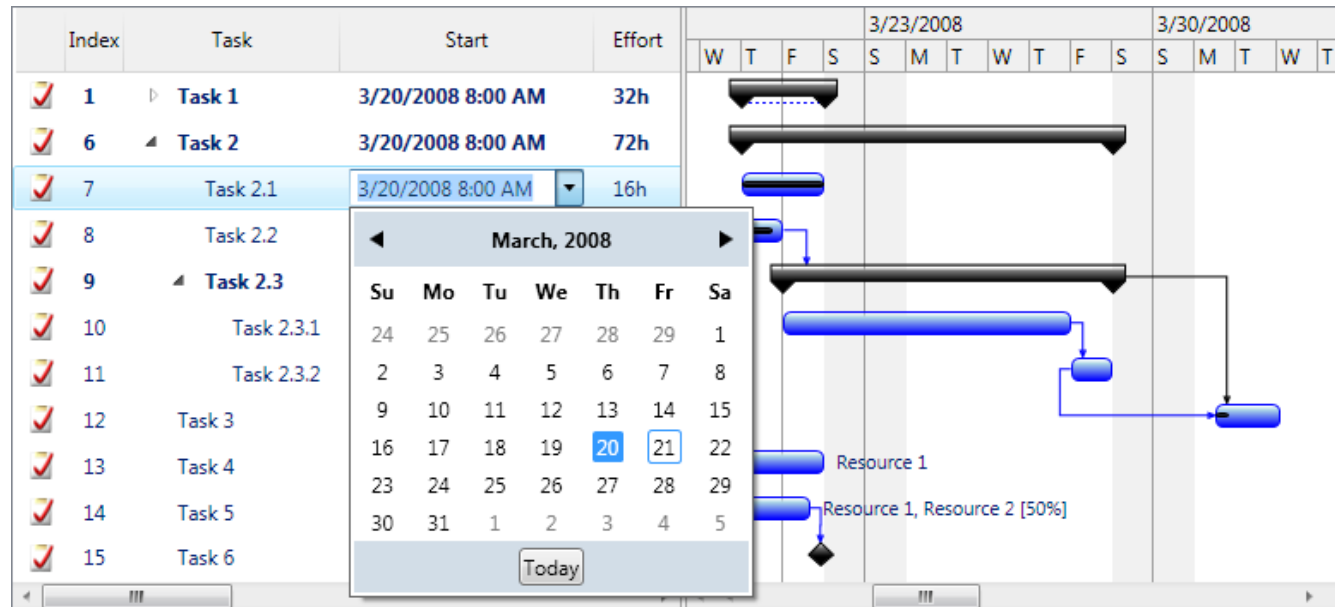 Index Task Start Effort
3/23/2008 3/30/2008
W T F S S M T W T F S S M T W T
1 Task 1 3/20/2008 8:00 AM 32h
6 Task 2 3/20/2008 8:00 AM 72h
7 Task 2.1 3/20/2008 8:00 AM 16h
8 Task 2.2
9 Task 2.3
10 Task 2.3.1
11 Task 2.3.2
12 Task 3
13 Task 4
14 Task 5
15 Task 6
March, 2008
Su Mo Tu We Th Fr Sa
24 25 26 27 28 29 1
2 3 4 5 6 7 8
9 10 11 12 13 14 15
16 17 18 19 20 21 22
23 24 25 26 27 28 29
30 31 1 2 3 4 5
Today
Resource 1
Resource 1, Resource 2 [50%]